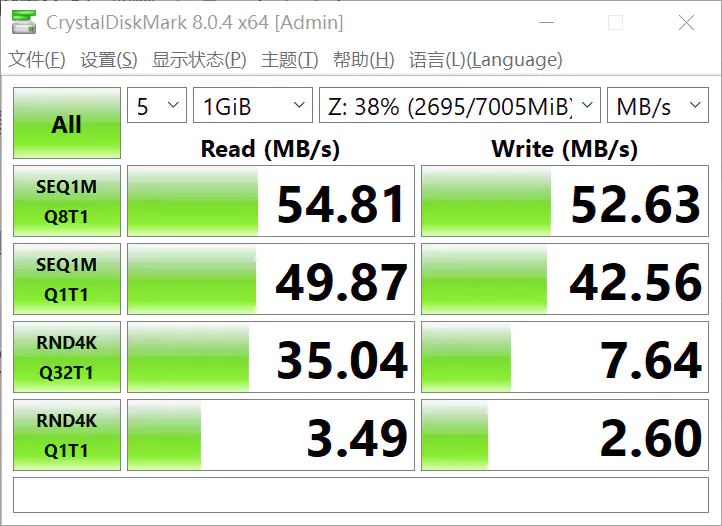 CrystalDiskMark 8.0.4 x64 [Admin]
文件(F) 设置(S) 显示状态(P) 主题(T) 帮助(H) 语言(L)(Language)
All 5 1GiB Z: 38% (2695/7005MiB) MB/s
Read (MB/s) Write (MB/s)
SEQ1M
Q8T1 54.81 52.63
SEQ1M
Q1T1 49.87 42.56
RND4K
Q32T1 35.04 7.64
RND4K
Q1T1 3.49 2.60